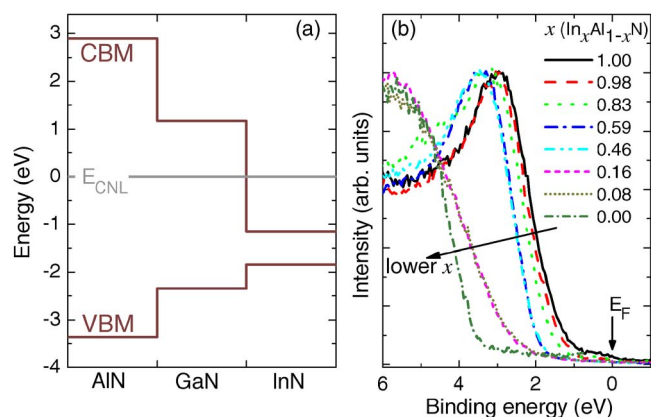 (a)
CBM
E_CNL
VBM
3
2
1
0
-1
-2
-3
-4
Energy (eV)
AlN GaN InN
(b)
x (In_xAl_{1-x}N)
1.00
0.98
0.83
0.59
0.46
0.16
0.08
0.00
lower x
E_F
Intensity (arb. units)
6 4 2 0
Binding energy (eV)